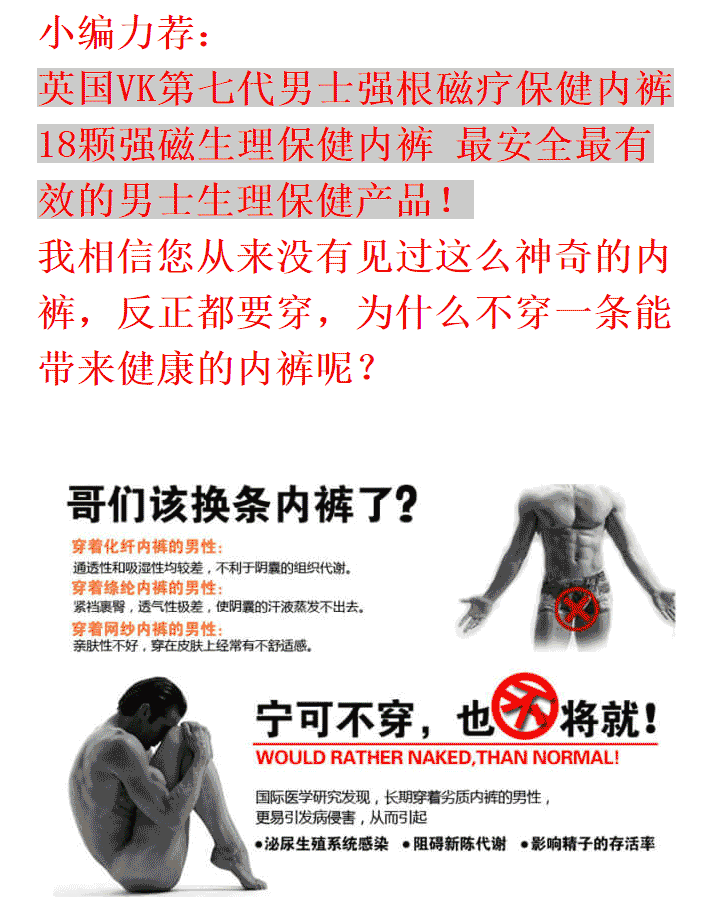 小编力荐：
英国VK第七代男士强根磁疗保健内裤
18颗强磁生理保健内裤 最安全最有
效的男士生理保健产品！
我相信您从来没有见过这么神奇的内
裤，反正都要穿，为什么不穿一条能
带来健康的内裤呢？
哥们该换条内裤了?
穿着化纤内裤的男性：
通透性和吸湿性均较差，不利于阴囊的组织代谢。
穿着绦纶内裤的男性：
紧裆裹臀，透气性极差，使阴囊的汗液蒸发不出去。
穿着网纱内裤的男性：
亲肤性不好，穿在皮肤上经常有不舒适感。
宁可不穿，也不将就!
WOULD RATHER NAKED,THAN NORMAL!
国际医学研究发现，长期穿着劣质内裤的男性，
更易引发病侵害，从而引起
●泌尿生殖系统感染 ●阻碍新陈代谢 ●影响精子的存活率